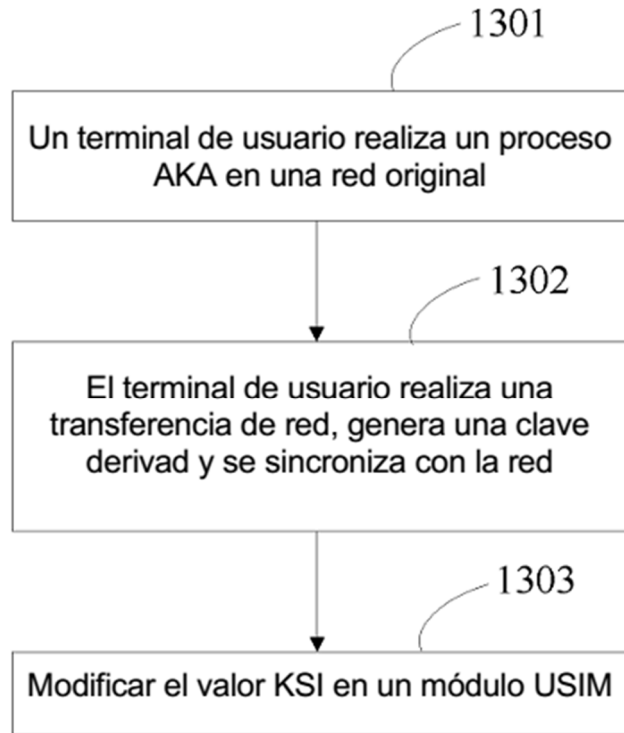 1301
Un terminal de usuario realiza un proceso
AKA en una red original
1302
El terminal de usuario realiza una
transferencia de red, genera una clave
derivad y se sincroniza con la red
1303
Modificar el valor KSI en un módulo USIM